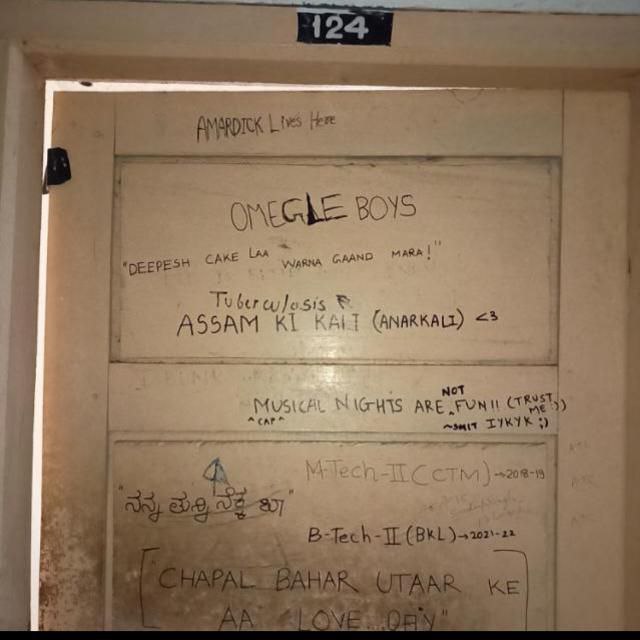 124
AMARDICK Lives Here
OMEGLE BOYS
"DEEPESH CAKE LAA WARNA GAAND MARA!"
Tuberculosis
ASSAM KI KALI (ANARKALI) <3
NOT
MUSICAL NIGHTS ARE FUN!! (TRUST ME :))
^CAP^
~SMIT IYKYK ;)
M-Tech-II (CTM) → 2018-19
"ನನ್ನ ತುನ್ನಿ
B-Tech-II (BKL) → 2021-22
CHAPAL BAHAR UTAAR KE
AA LOVE